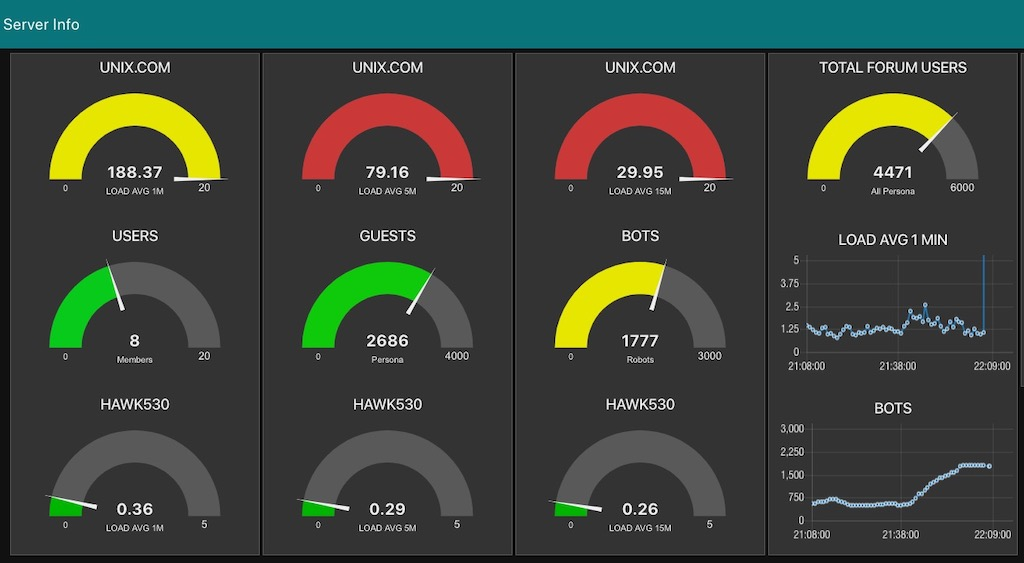 Server Info
UNIX.COM
188.37
LOAD AVG 1M
0
20
UNIX.COM
79.16
LOAD AVG 5M
0
20
UNIX.COM
29.95
LOAD AVG 15M
0
20
TOTAL FORUM USERS
4471
All Persona
0
6000
USERS
8
Members
0
20
GUESTS
2686
Persona
0
4000
BOTS
1777
Robots
0
3000
LOAD AVG 1 MIN
5
3.75
2.5
1.25
0
21:08:00
21:38:00
22:09:00
HAWK530
0.36
LOAD AVG 1M
0
5
HAWK530
0.29
LOAD AVG 5M
0
5
HAWK530
0.26
LOAD AVG 15M
0
5
BOTS
3,000
2,250
1,500
750
0
21:08:00
21:38:00
22:09:00